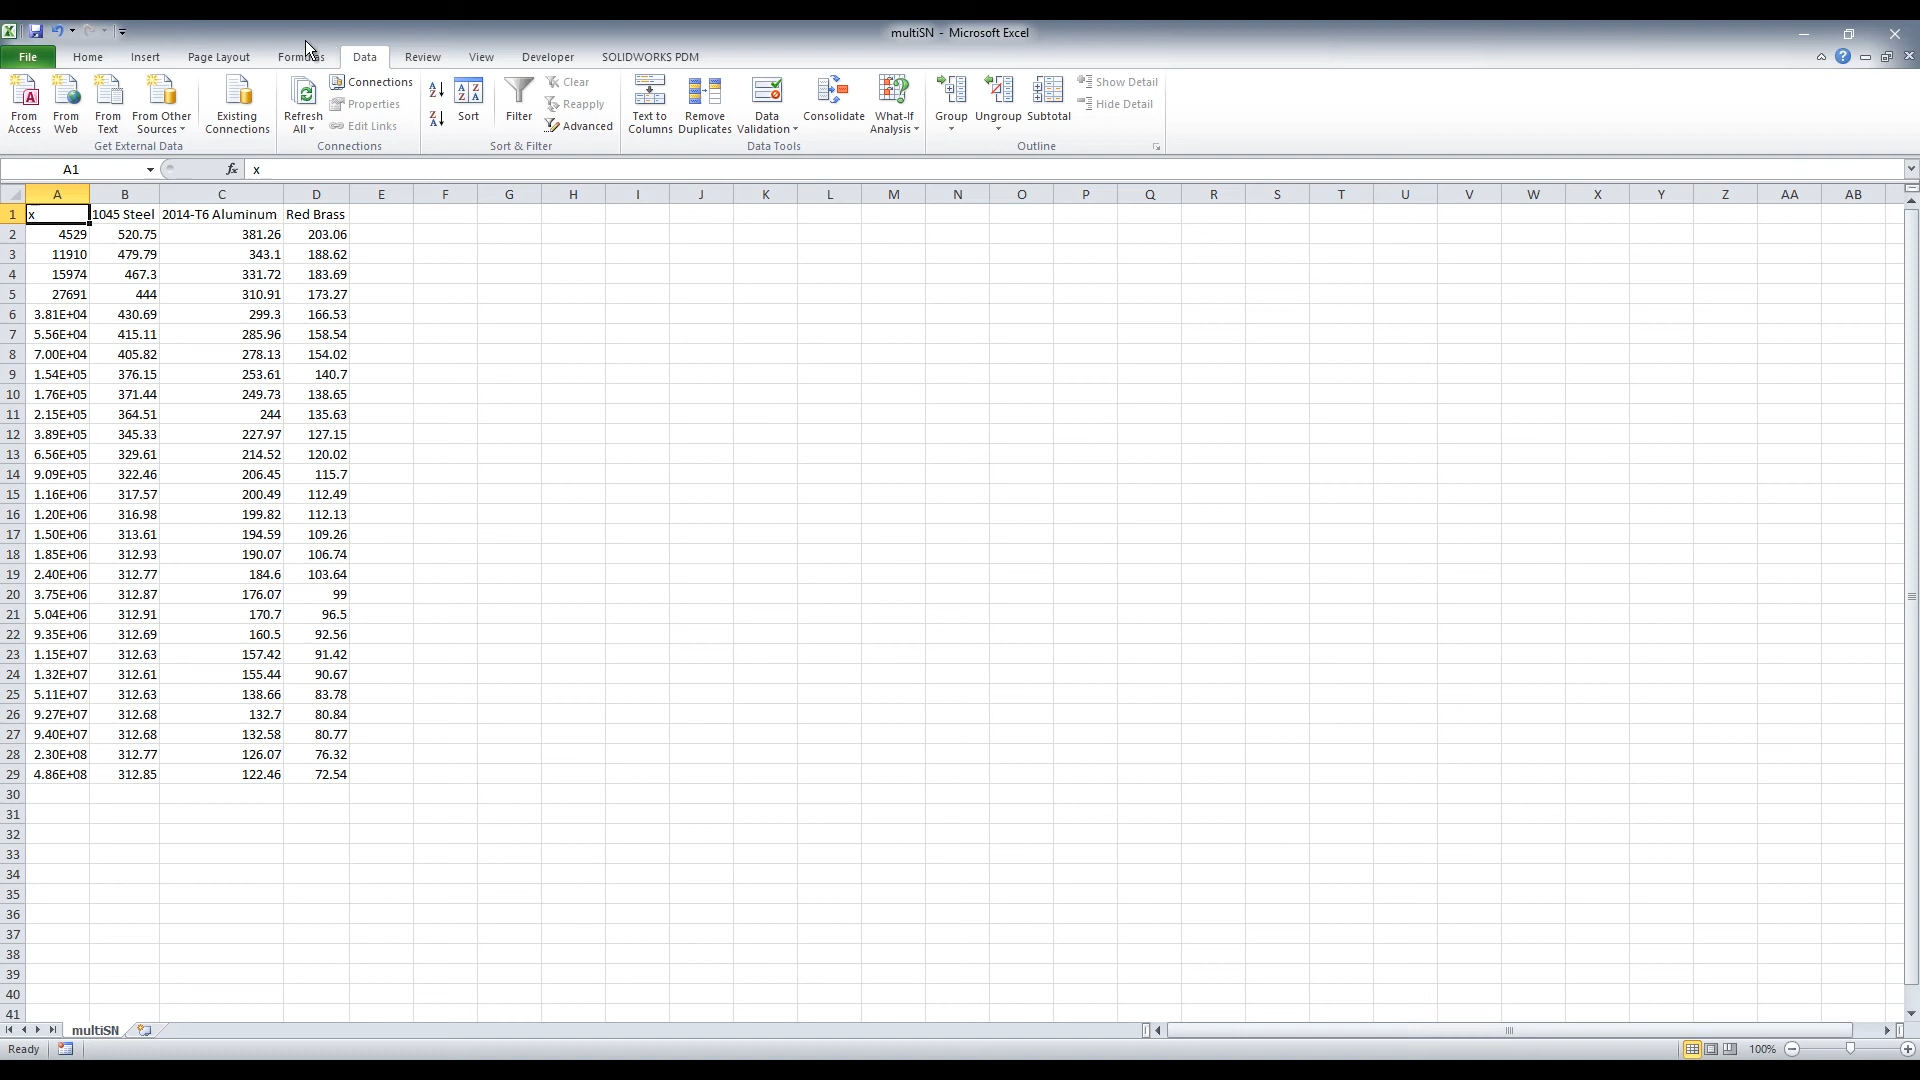 multiSN - Microsoft Excel
File Home Insert Page Layout Formulas Data Review View Developer SOLIDWORKS PDM
From Access
From Web
From Text
From Other Sources
Existing Connections
Get External Data
Refresh All
Connections
Properties
Edit Links
Connections
Sort
Filter
Clear
Reapply
Advanced
Sort & Filter
Text to Columns
Remove Duplicates
Data Validation
Consolidate
What-If Analysis
Data Tools
Group
Ungroup
Subtotal
Show Detail
Hide Detail
Outline
A1 fx x
A B C D E F G H I J K L M N O P Q R S T U V W X Y Z AA AB
1 x 1045 Steel 2014-T6 Aluminum Red Brass
2 4529 520.75 381.26 203.06
3 11910 479.79 343.1 188.62
4 15974 467.3 331.72 183.69
5 27691 444 310.91 173.27
6 3.81E+04 430.69 299.3 166.53
7 5.56E+04 415.11 285.96 158.54
8 7.00E+04 405.82 278.13 154.02
9 1.54E+05 376.15 253.61 140.7
10 1.76E+05 371.44 249.73 138.65
11 2.15E+05 364.51 244 135.63
12 3.89E+05 345.33 227.97 127.15
13 6.56E+05 329.61 214.52 120.02
14 9.09E+05 322.46 206.45 115.7
15 1.16E+06 317.57 200.49 112.49
16 1.20E+06 316.98 199.82 112.13
17 1.50E+06 313.61 194.59 109.26
18 1.85E+06 312.93 190.07 106.74
19 2.40E+06 312.77 184.6 103.64
20 3.75E+06 312.87 176.07 99
21 5.04E+06 312.91 170.7 96.5
22 9.35E+06 312.69 160.5 92.56
23 1.15E+07 312.63 157.42 91.42
24 1.32E+07 312.61 155.44 90.67
25 5.11E+07 312.63 138.66 83.78
26 9.27E+07 312.68 132.7 80.84
27 9.40E+07 312.68 132.58 80.77
28 2.30E+08 312.77 126.07 76.32
29 4.86E+08 312.85 122.46 72.54
30
31
32
33
34
35
36
37
38
39
40
41
multiSN
Ready 100%